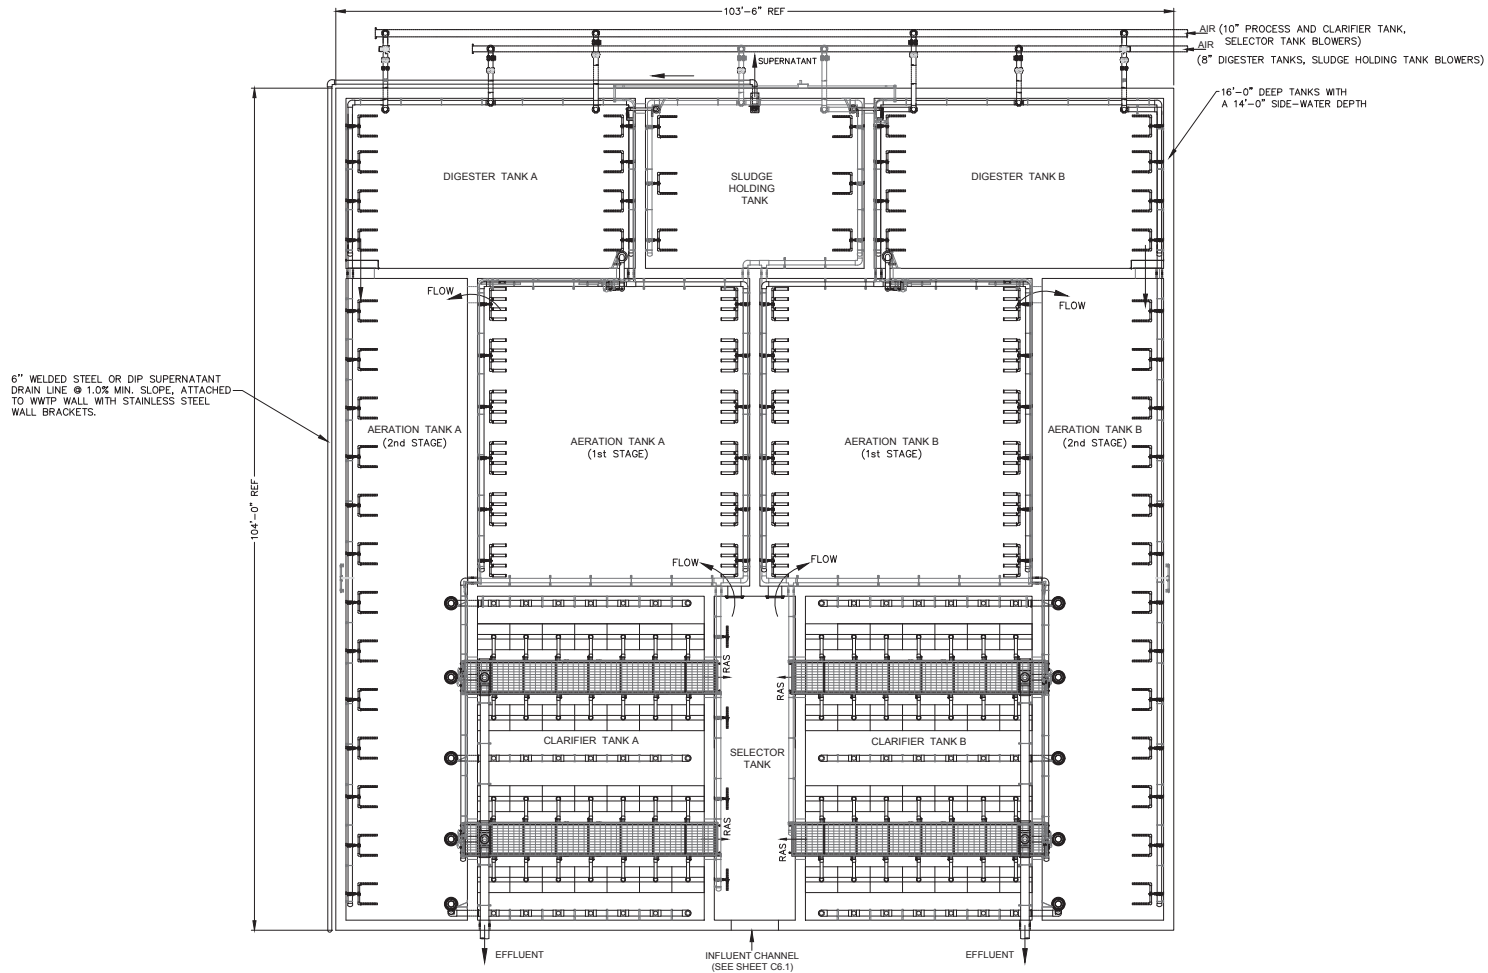 103'-6" REF
AIR (10" PROCESS AND CLARIFIER TANK,
SELECTOR TANK BLOWERS)
AIR
(8" DIGESTER TANKS, SLUDGE HOLDING TANK BLOWERS)
SUPERNATANT
16'-0" DEEP TANKS WITH
A 14'-0" SIDE-WATER DEPTH
DIGESTER TANK A
SLUDGE
HOLDING
TANK
DIGESTER TANK B
FLOW
FLOW
6" WELDED STEEL OR DIP SUPERNATANT
DRAIN LINE @ 1.0% MIN. SLOPE, ATTACHED
TO WWTP WALL WITH STAINLESS STEEL
WALL BRACKETS.
104'-0" REF
AERATION TANK A
(2nd STAGE)
AERATION TANK A
(1st STAGE)
AERATION TANK B
(1st STAGE)
AERATION TANK B
(2nd STAGE)
FLOW
FLOW
RAS
RAS
CLARIFIER TANK A
SELECTOR
TANK
CLARIFIER TANK B
RAS
RAS
EFFLUENT
INFLUENT CHANNEL
(SEE SHEET C6.1)
EFFLUENT